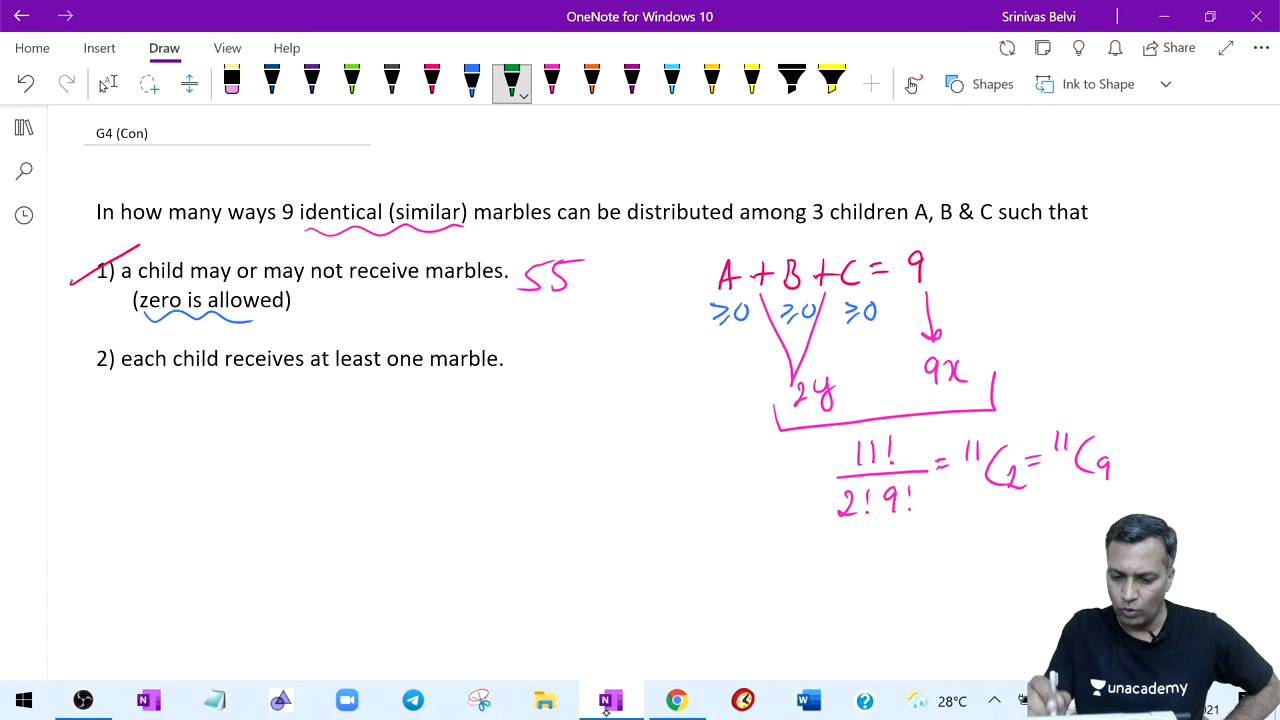 OneNote for Windows 10
Srinivas Belvi
Home Insert Draw View Help
Share
Shapes
Ink to Shape
G4 (Con)
In how many ways 9 identical (similar) marbles can be distributed among 3 children A, B & C such that
1) a child may or may not receive marbles. 55
(zero is allowed)
2) each child receives at least one marble.
A + B + C = 9
≥0 ≥0 ≥0
2y 9x
11! / 2! 9! = ¹¹C₂ = ¹¹C₉
unacademy
28°C
2021